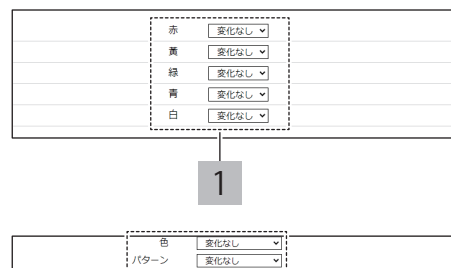 赤 変化なし
黄 変化なし
緑 変化なし
青 変化なし
白 変化なし
1
色 変化なし
パターン 変化なし